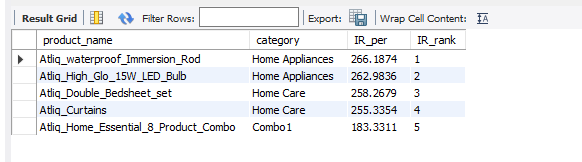 Result Grid Filter Rows: Export: Wrap Cell Content:
product_name category IR_per IR_rank
Atliq_waterproof_Immersion_Rod Home Appliances 266.1874 1
Atliq_High_Glo_15W_LED_Bulb Home Appliances 262.9836 2
Atliq_Double_Bedsheet_set Home Care 258.2679 3
Atliq_Curtains Home Care 255.3354 4
Atliq_Home_Essential_8_Product_Combo Combo1 183.3311 5